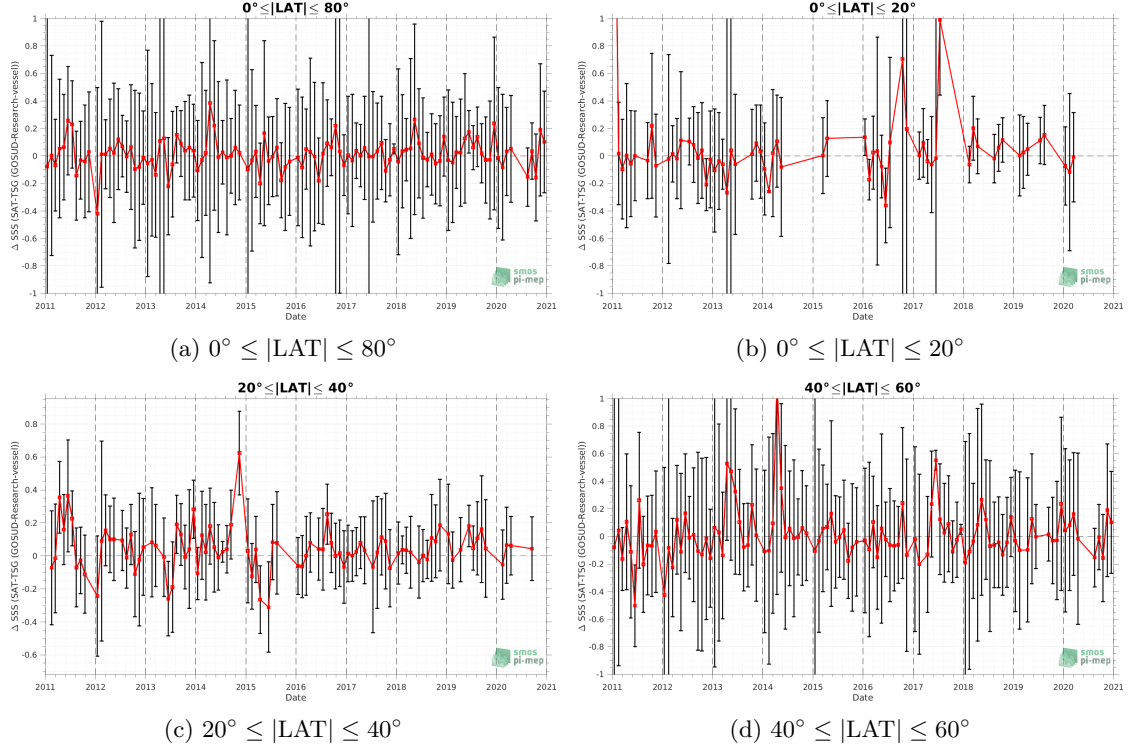 0°≤|LAT|≤ 80°
Δ SSS (SAT-TSG (GOSUD-Research-vessel))
1
0.8
0.6
0.4
0.2
0
-0.2
-0.4
-0.6
-0.8
-1
2011 2012 2013 2014 2015 2016 2017 2018 2019 2020 2021
Date
smos
pi-mep
(a) 0° ≤ |LAT| ≤ 80°
0°≤|LAT|≤ 20°
Δ SSS (SAT-TSG (GOSUD-Research-vessel))
1
0.8
0.6
0.4
0.2
0
-0.2
-0.4
-0.6
-0.8
-1
2011 2012 2013 2014 2015 2016 2017 2018 2019 2020 2021
Date
smos
pi-mep
(b) 0° ≤ |LAT| ≤ 20°
20°≤|LAT|≤ 40°
Δ SSS (SAT-TSG (GOSUD-Research-vessel))
0.8
0.6
0.4
0.2
0
-0.2
-0.4
-0.6
2011 2012 2013 2014 2015 2016 2017 2018 2019 2020 2021
Date
smos
pi-mep
(c) 20° ≤ |LAT| ≤ 40°
40°≤|LAT|≤ 60°
Δ SSS (SAT-TSG (GOSUD-Research-vessel))
1
0.8
0.6
0.4
0.2
0
-0.2
-0.4
-0.6
-0.8
-1
2011 2012 2013 2014 2015 2016 2017 2018 2019 2020 2021
Date
smos
pi-mep
(d) 40° ≤ |LAT| ≤ 60°